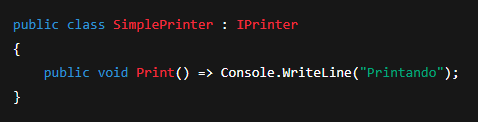 public class SimplePrinter : IPrinter
{
    public void Print() => Console.WriteLine("Printando");
}